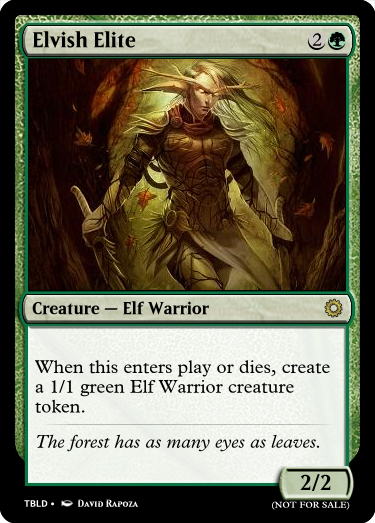 Elvish Elite 2
Creature — Elf Warrior
When this enters play or dies, create
a 1/1 green Elf Warrior creature
token.
The forest has as many eyes as leaves.
2/2
TBLD • David Rapoza (NOT FOR SALE)